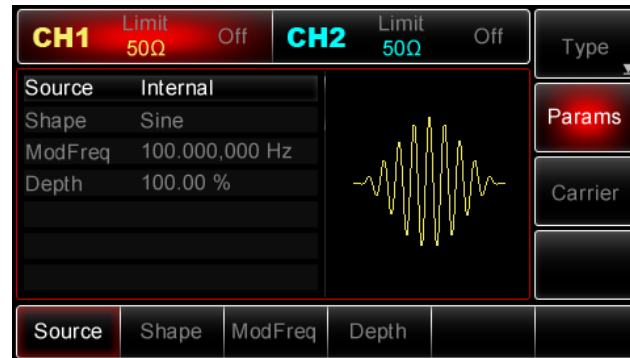 CH1 Limit 50Ω Off CH2 Limit 50Ω Off Type
Source Internal
Shape Sine
ModFreq 100.000,000 Hz
Depth 100.00 %
Params
Carrier
Source Shape ModFreq Depth